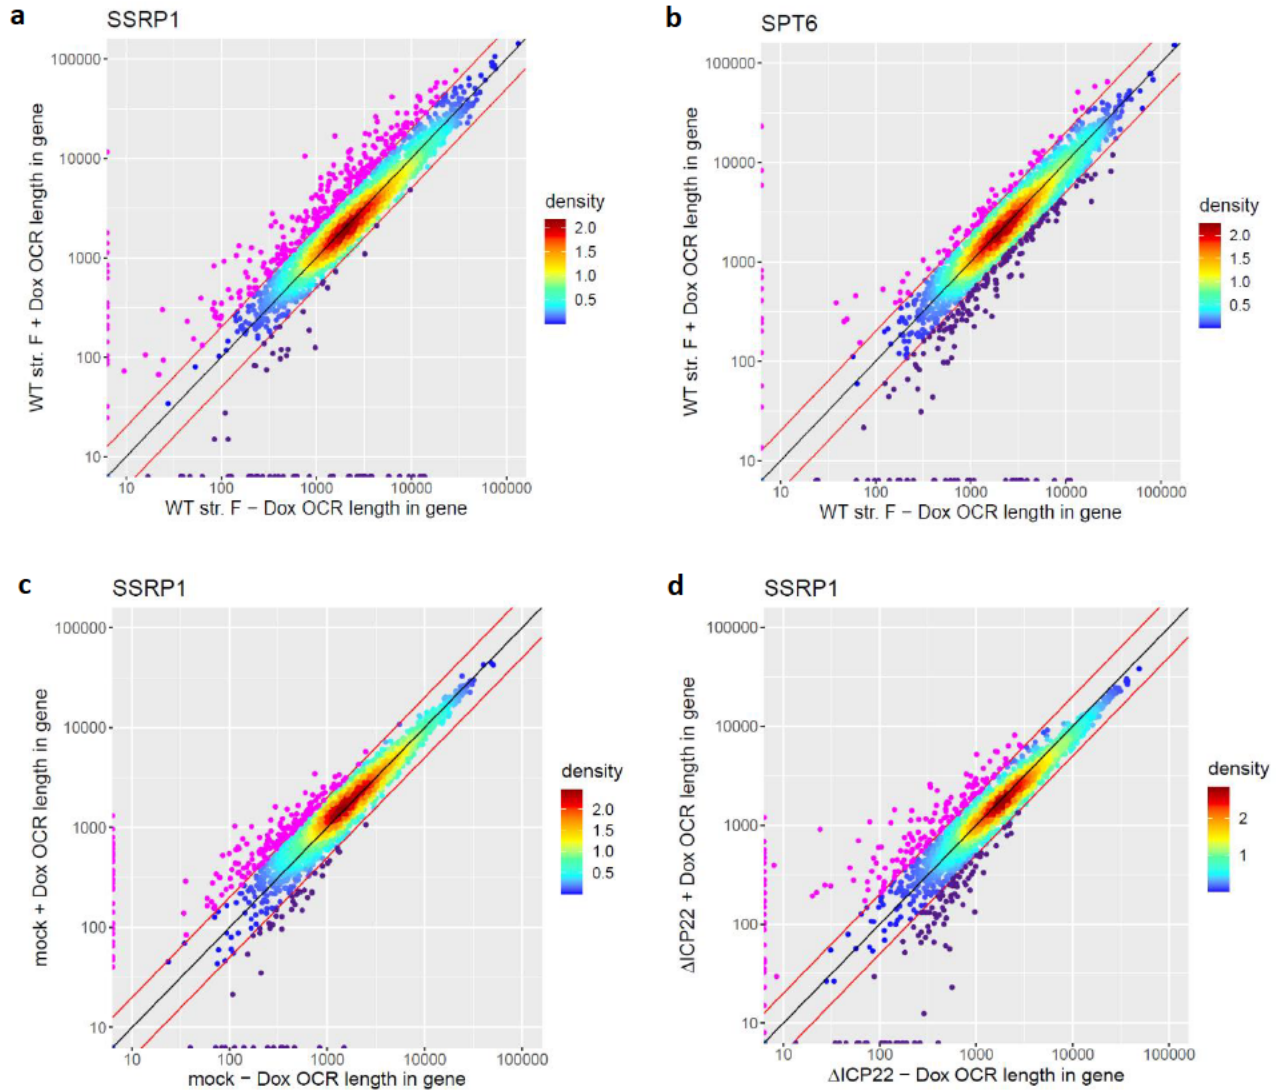 a
SSRP1
WT str. F + Dox OCR length in gene
100000
10000
1000
100
10
10 100 1000 10000 100000
WT str. F − Dox OCR length in gene
density
2.0
1.5
1.0
0.5
b
SPT6
WT str. F + Dox OCR length in gene
100000
10000
1000
100
10
10 100 1000 10000 100000
WT str. F − Dox OCR length in gene
density
2.0
1.5
1.0
0.5
c
SSRP1
mock + Dox OCR length in gene
100000
10000
1000
100
10
10 100 1000 10000 100000
mock − Dox OCR length in gene
density
2.0
1.5
1.0
0.5
d
SSRP1
ΔICP22 + Dox OCR length in gene
100000
10000
1000
100
10
10 100 1000 10000 100000
ΔICP22 − Dox OCR length in gene
density
2
1